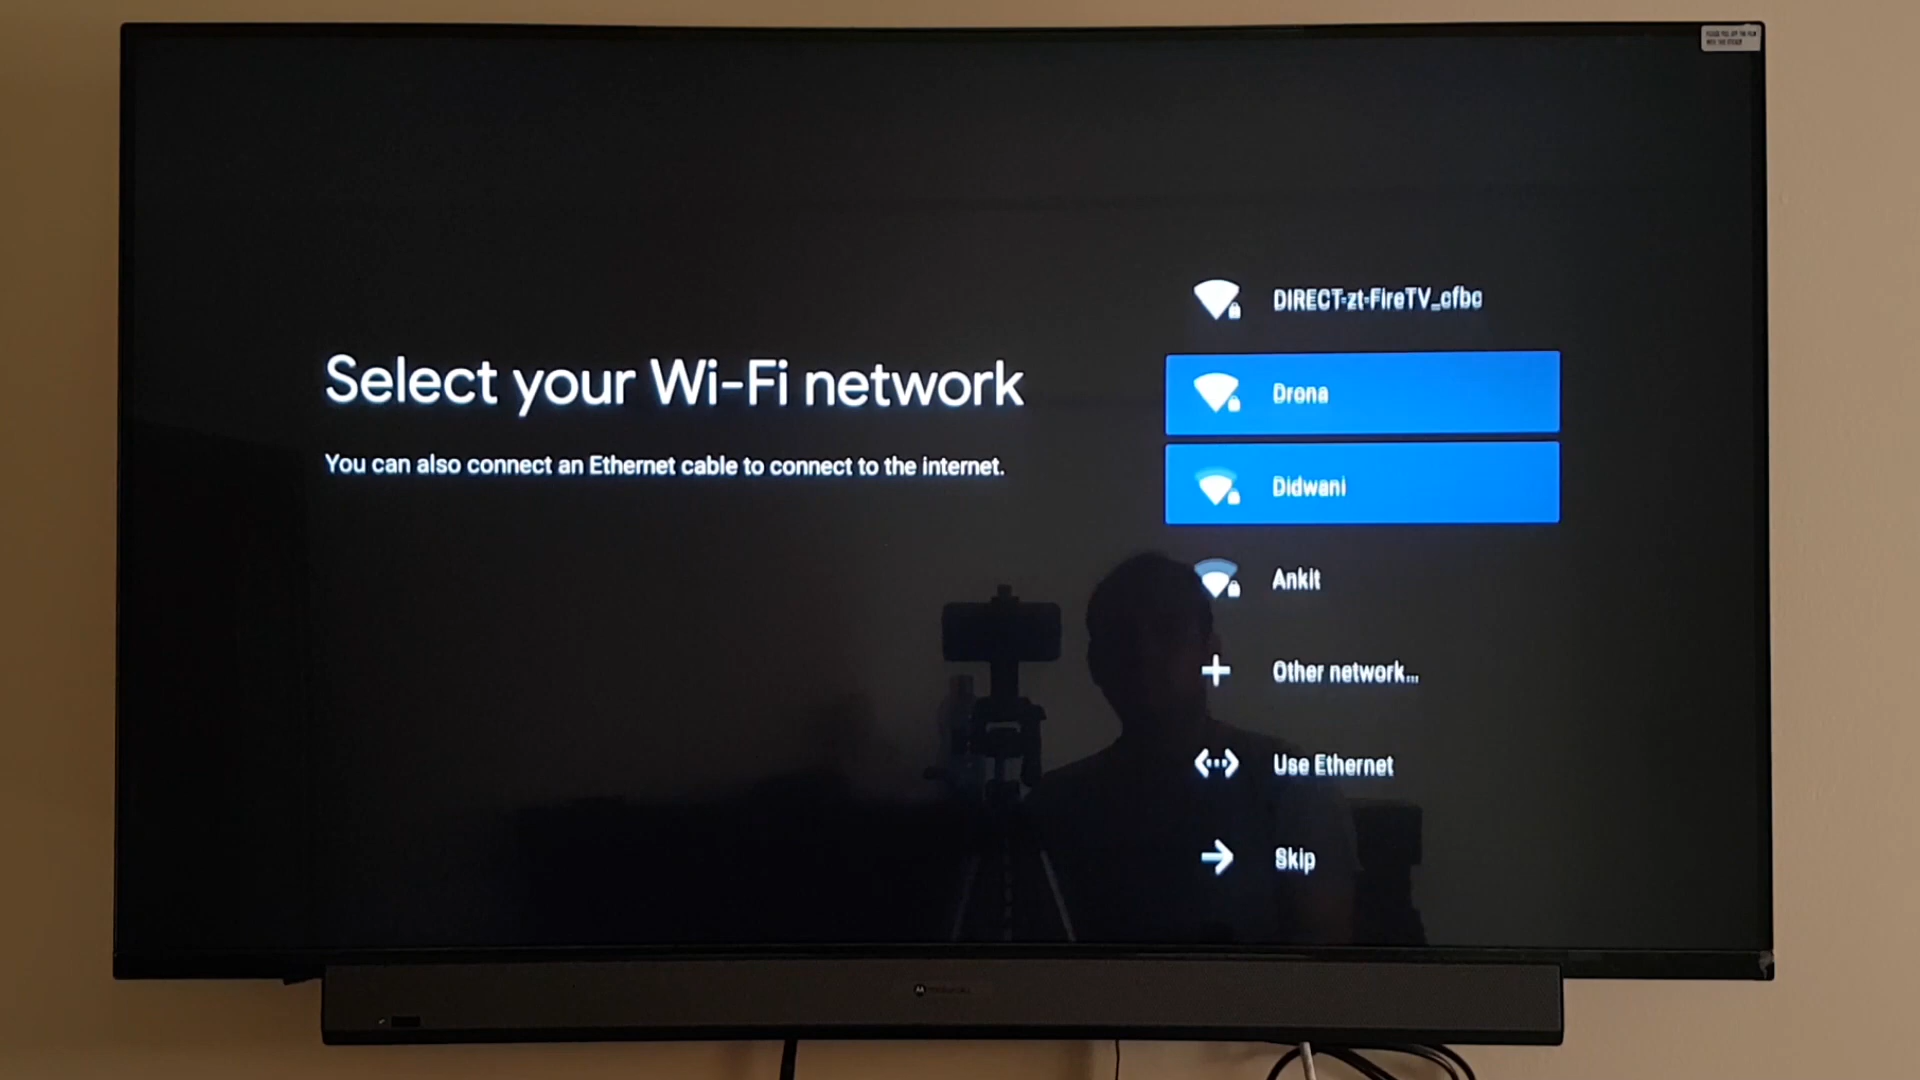 Select your Wi-Fi network
You can also connect an Ethernet cable to connect to the internet.
DIRECT-zt-FireTV_cfbc
Drona
Didwani
Ankit
Other network...
Use Ethernet
Skip